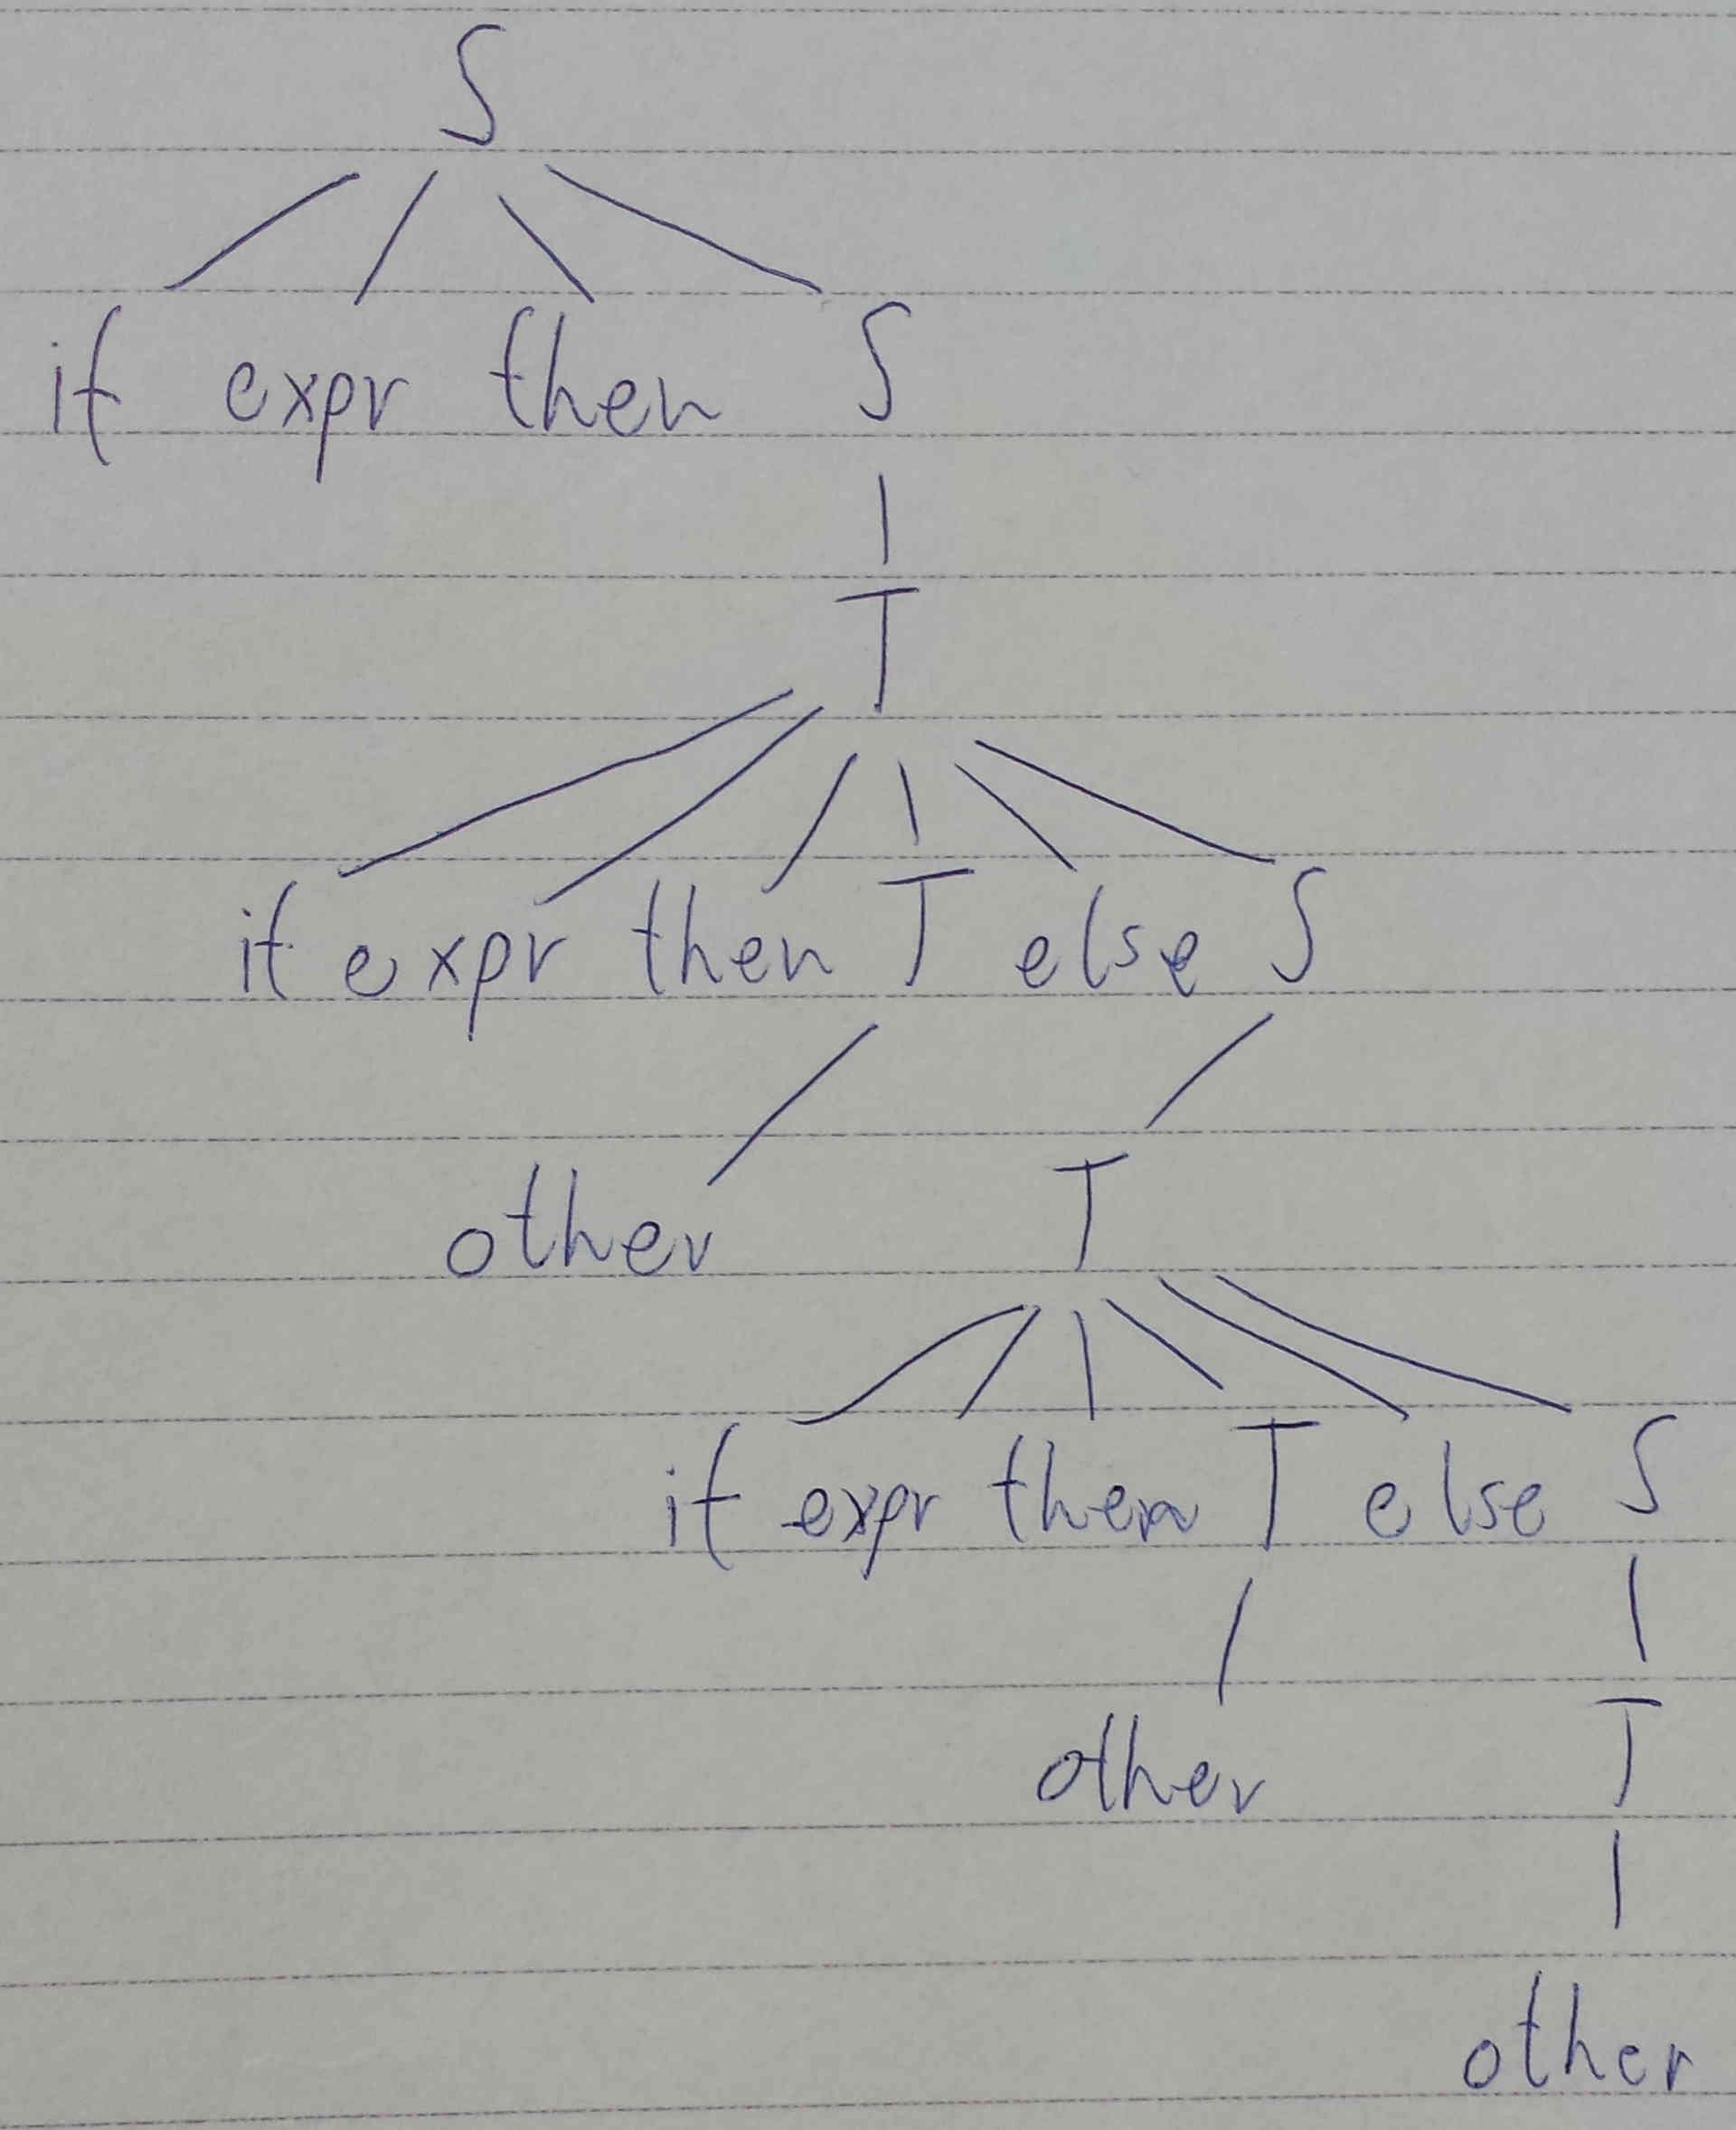 S
if expr then S
T
if expr then T else S
other T
if expr then T else S
other T
other